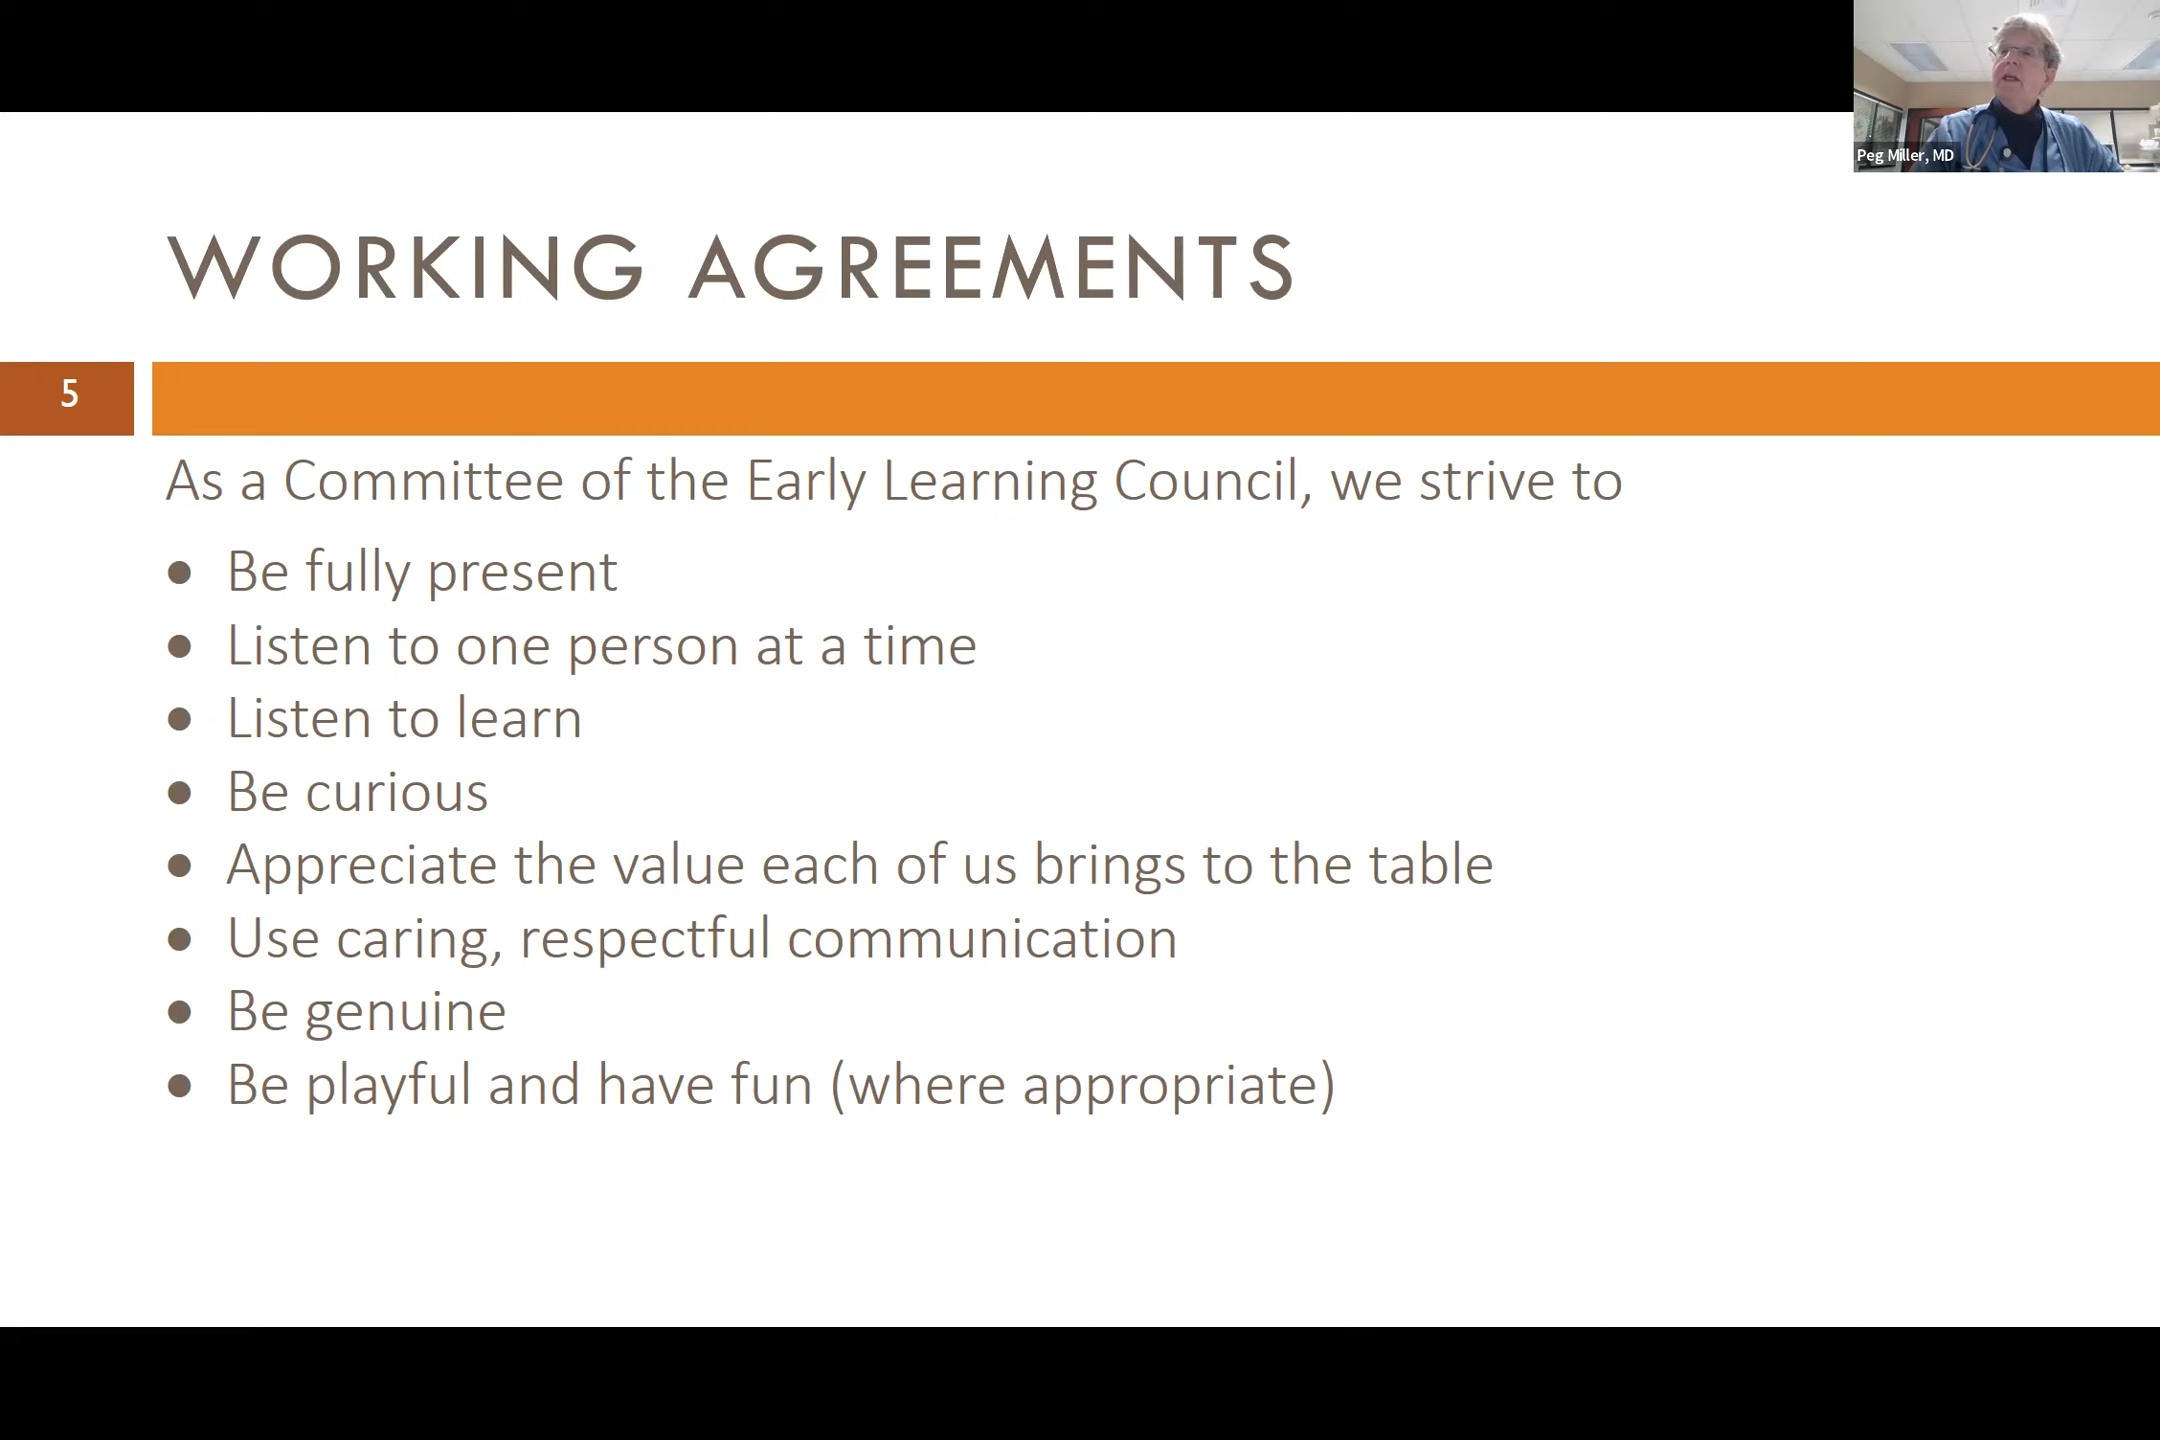 Peg Miller, MD
WORKING AGREEMENTS
5
As a Committee of the Early Learning Council, we strive to
● Be fully present
● Listen to one person at a time
● Listen to learn
● Be curious
● Appreciate the value each of us brings to the table
● Use caring, respectful communication
● Be genuine
● Be playful and have fun (where appropriate)